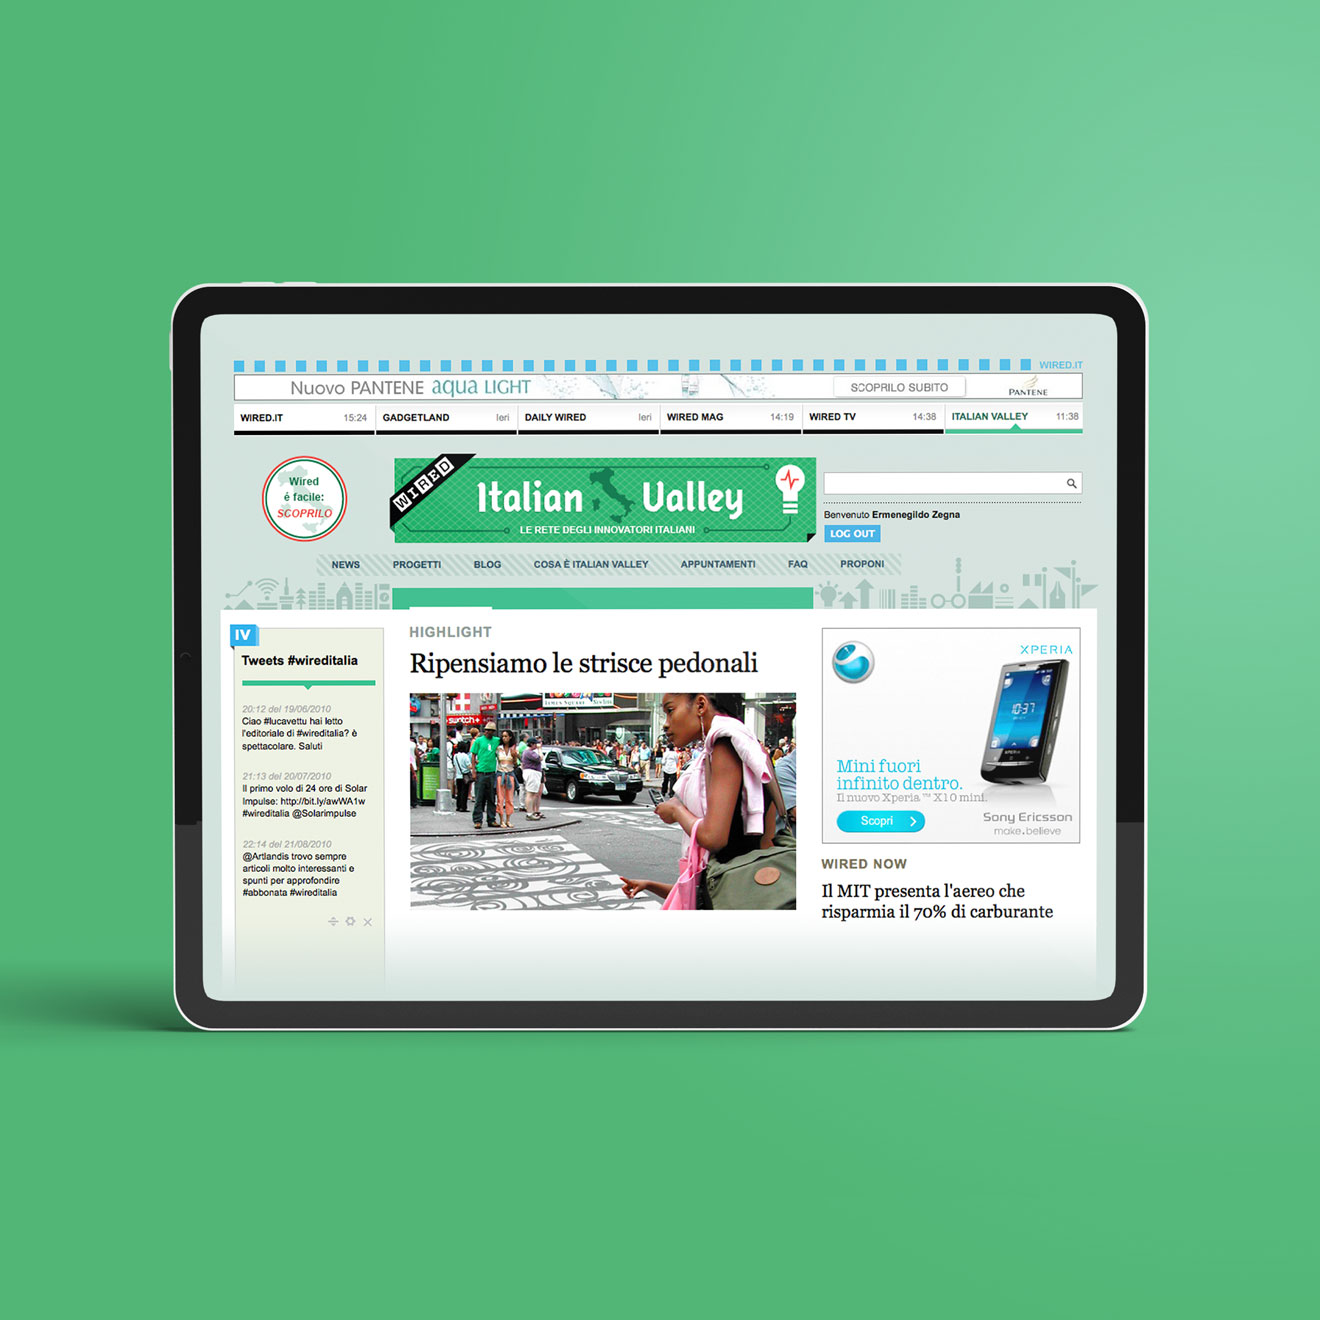 WIRED.IT
Nuovo PANTENE aqua LIGHT
SCOPRILO SUBITO
PANTENE
WIRED.IT 15:24
GADGETLAND Ieri
DAILY WIRED Ieri
WIRED MAG 14:19
WIRED TV 14:38
ITALIAN VALLEY 11:38
Wired
é facile:
SCOPRILO
WIRED
Italian Valley
LE RETE DEGLI INNOVATORI ITALIANI
Benvenuto Ermenegildo Zegna
LOG OUT
NEWS PROGETTI BLOG COSA È ITALIAN VALLEY APPUNTAMENTI FAQ PROPONI
IV
Tweets #wireditalia
20:12 del 19/06/2010
Ciao #lucavettu hai letto
l'editoriale di #wireditalia? è
spettacolare. Saluti
21:13 del 20/07/2010
Il primo volo di 24 ore di Solar
Impulse: http://bit.ly/awWA1w
#wireditalia @Solarimpulse
22:14 del 21/08/2010
@Artlandis trovo sempre
articoli molto interessanti e
spunti per approfondire
#abbonata #wireditalia
HIGHLIGHT
Ripensiamo le strisce pedonali
swatch+
XPERIA
10:37
Mini fuori
infinito dentro.
Il nuovo Xperia™ X10 mini.
Scopri
Sony Ericsson
make.believe
WIRED NOW
Il MIT presenta l'aereo che
risparmia il 70% di carburante